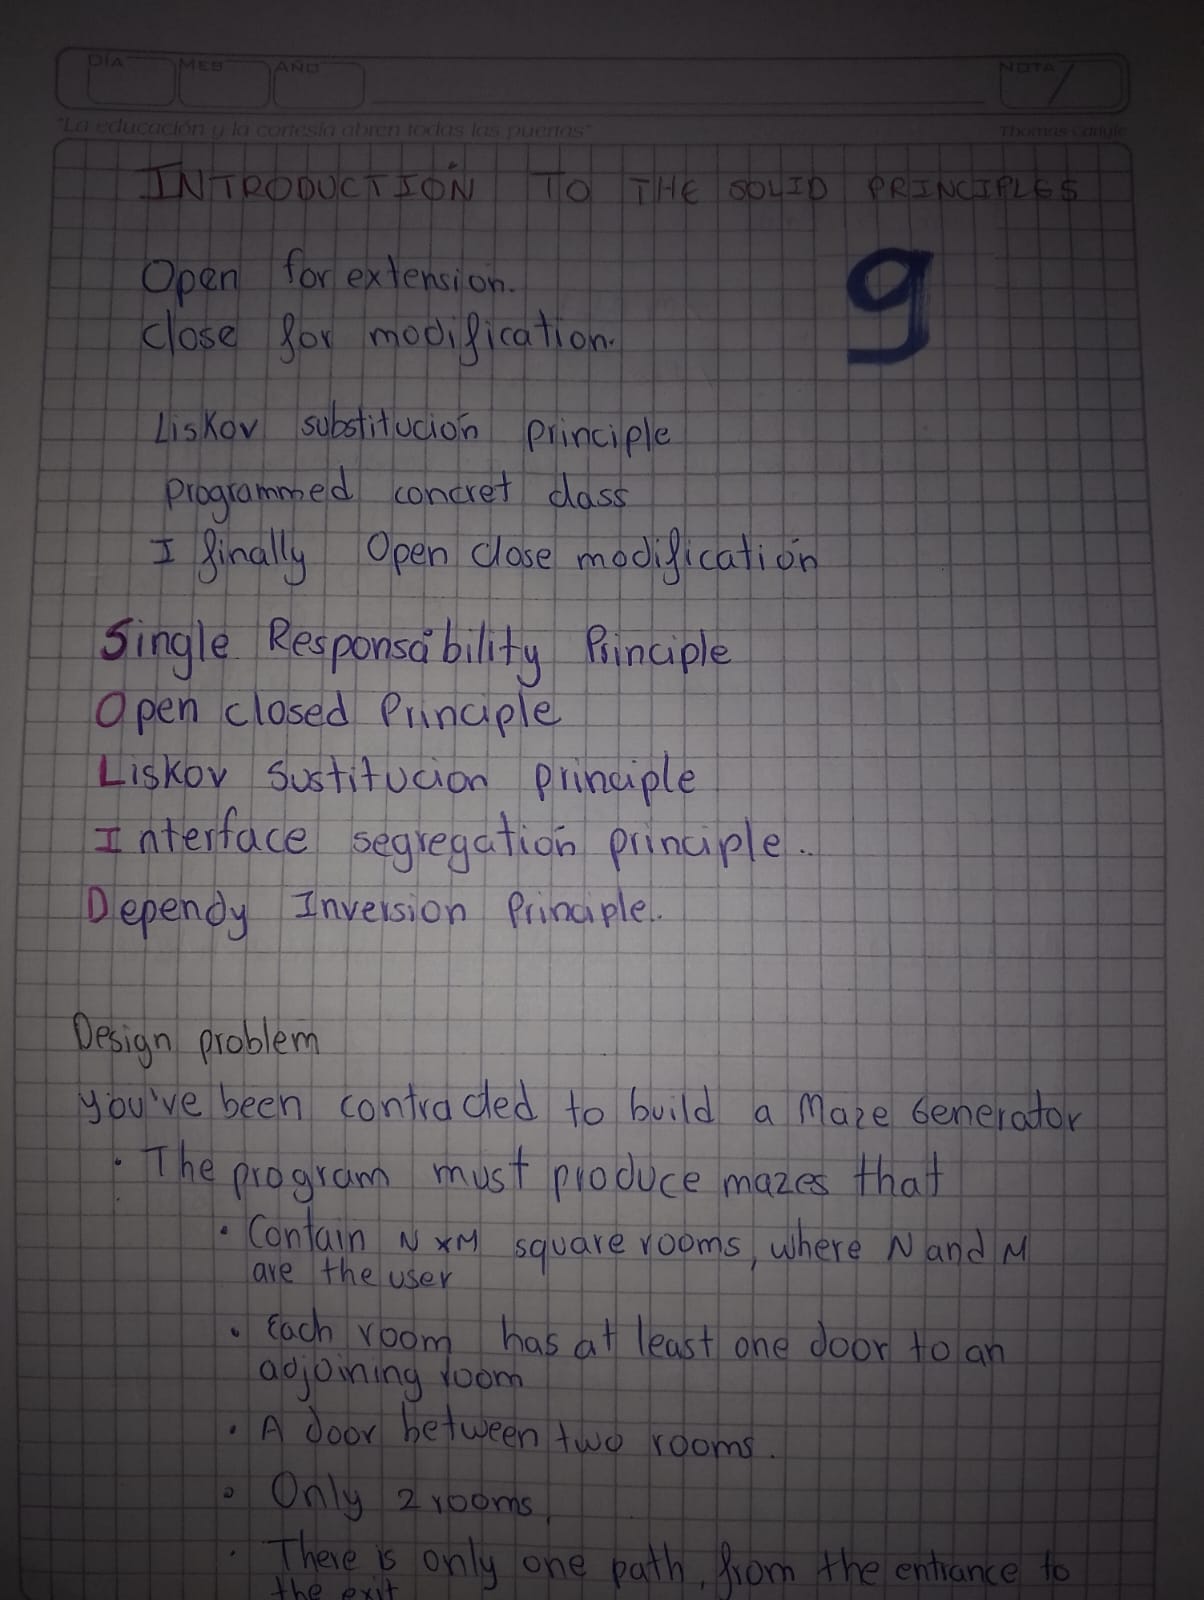 DÍA MES AÑO NOTA
"La educación y la cortesía abren todas las puertas" Thomas Carlyle
INTRODUCTIÓN TO THE SOLID PRINCIPLES
9
Open for extension.
close for modification.
Liskov substitución principle
programmed concret class
I finally Open close modificatión
Single Responsability Principle
Open closed Principle
Liskov Sustitucion principle
Interface segregatión principle..
Dependy Inversion Principle.
Design problem
you've been contracted to build a Maze Generator
· The program must produce mazes that
· Contain N x M square rooms, where N and M
are the user
· Each room has at least one door to an
adjoining room
· A door between two rooms.
· Only 2 rooms,
· There is only one path, from the entrance to
the exit